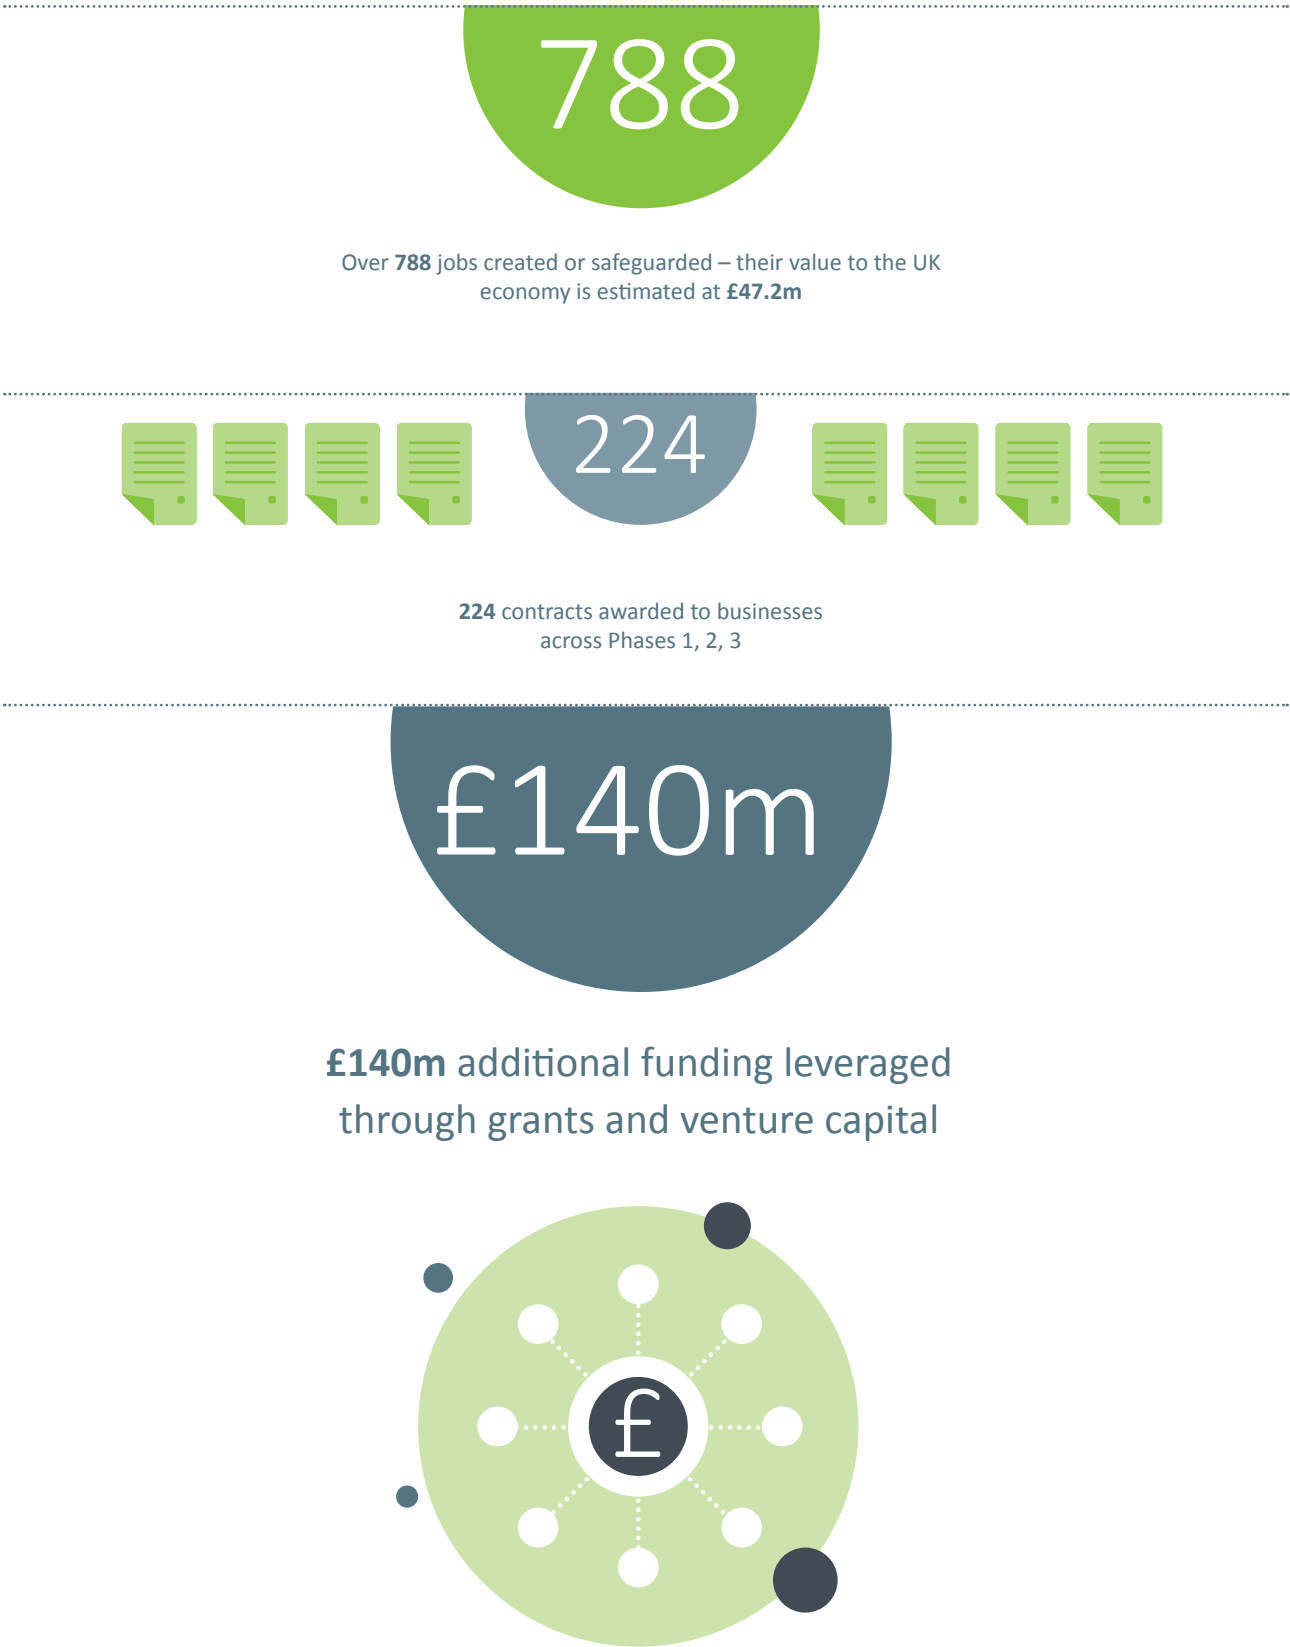 788
Over 788 jobs created or safeguarded – their value to the UK
economy is estimated at £47.2m
224
224 contracts awarded to businesses
across Phases 1, 2, 3
£140m
£140m additional funding leveraged
through grants and venture capital
£